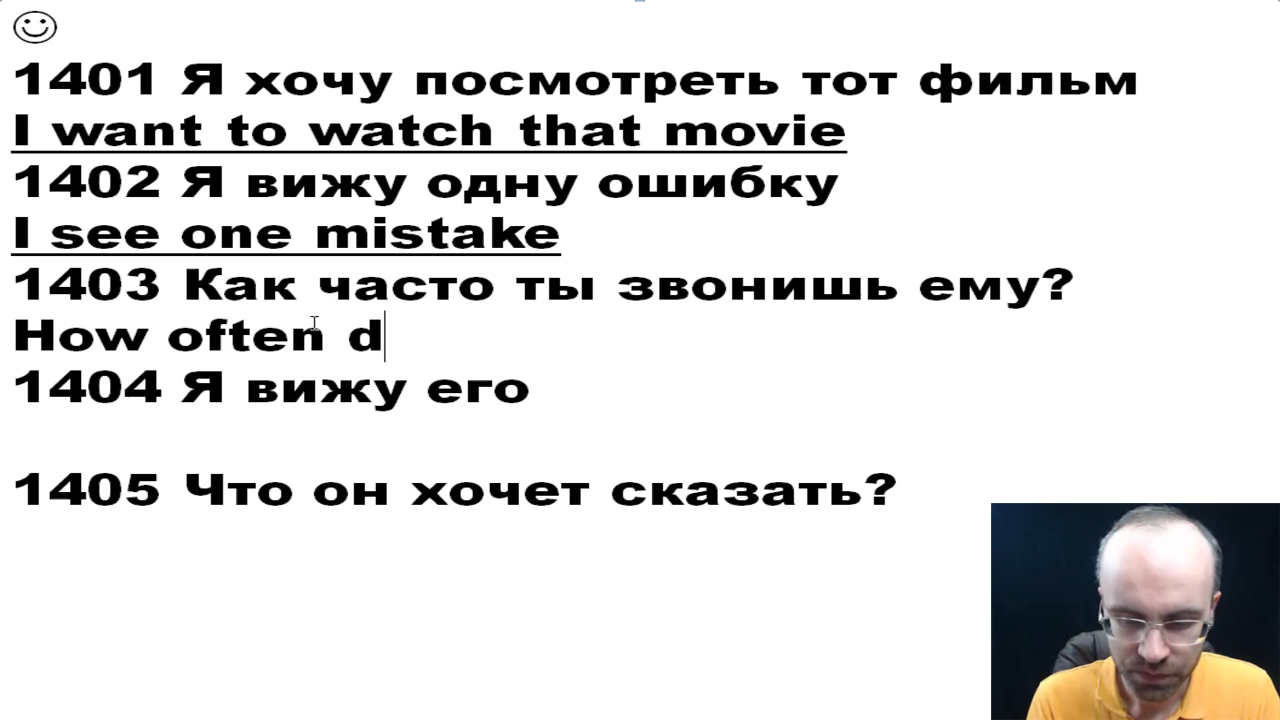 1401 Я хочу посмотреть тот фильм
I want to watch that movie
1402 Я вижу одну ошибку
I see one mistake
1403 Как часто ты звонишь ему?
How often d
1404 Я вижу его
1405 Что он хочет сказать?